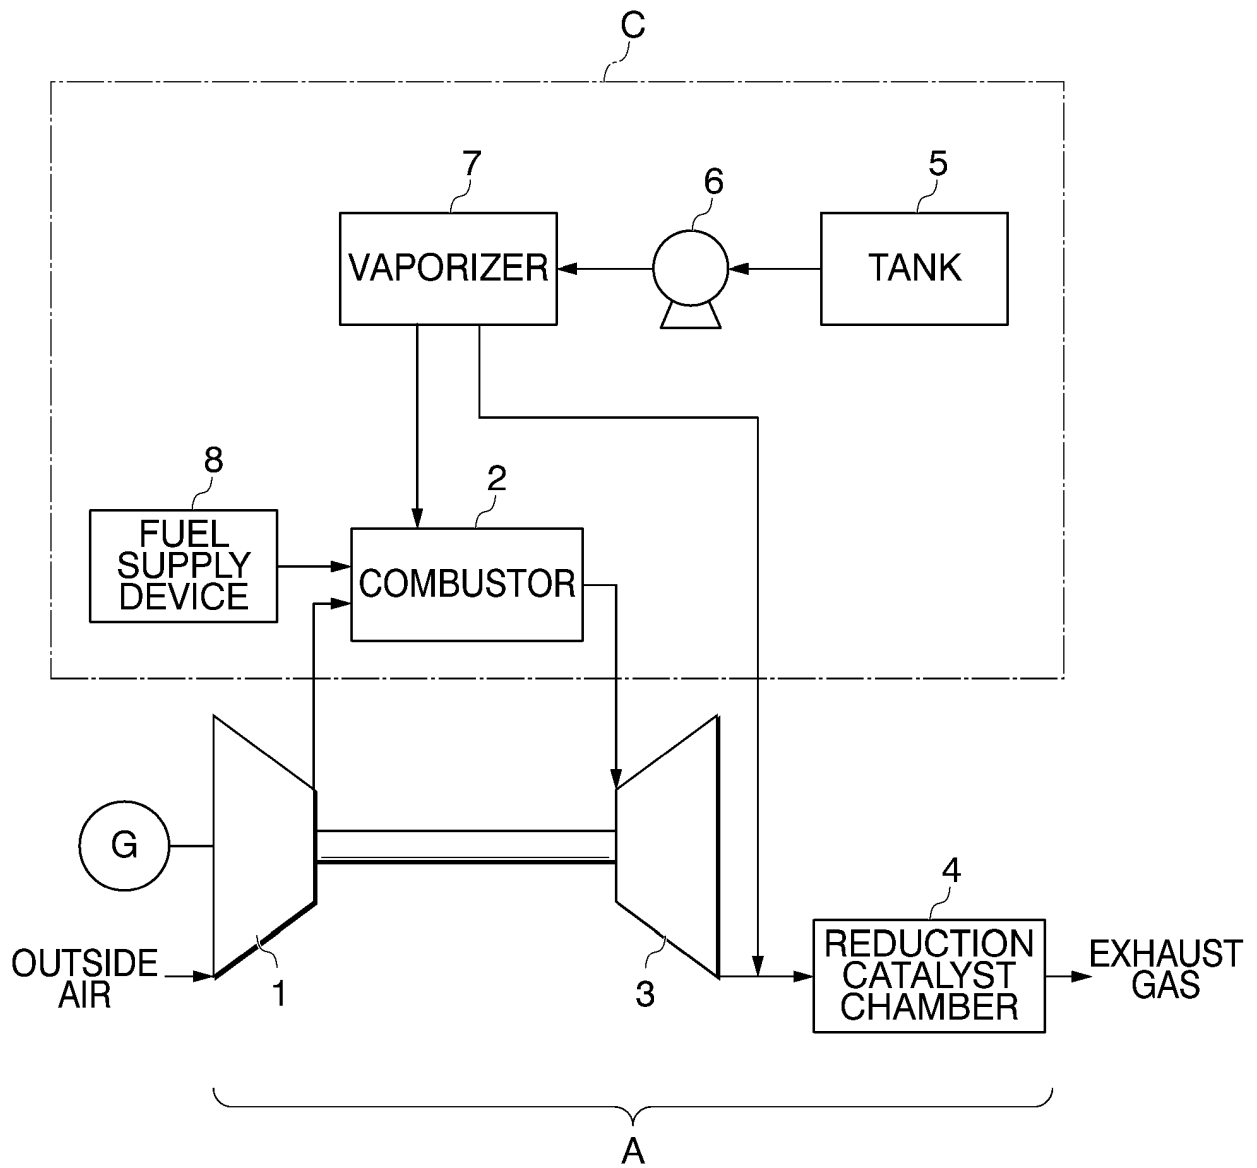 C
7
6
5
VAPORIZER
TANK
8
2
FUEL
SUPPLY
DEVICE
COMBUSTOR
G
4
OUTSIDE
AIR
1
3
REDUCTION
CATALYST
CHAMBER
EXHAUST
GAS
A